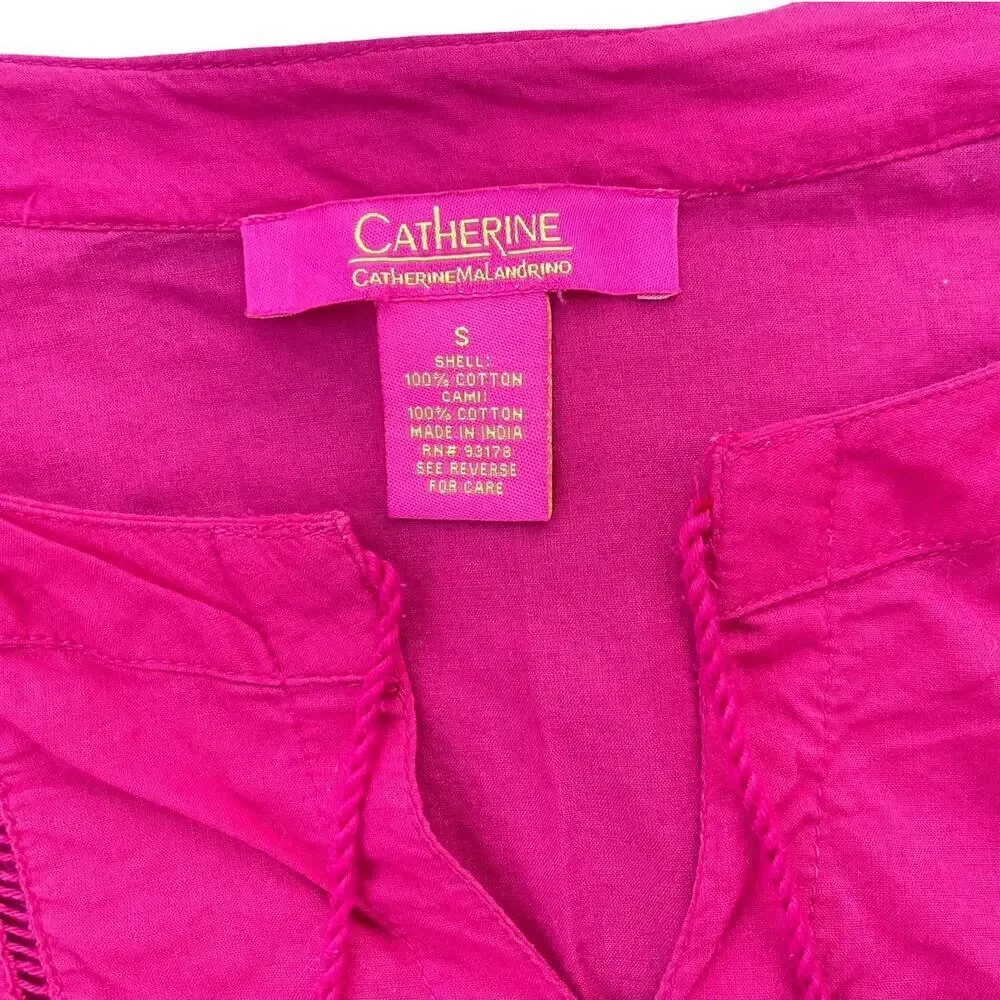 CATHERINE
CATHERINEMALANDRINO
S
SHELL:
100% COTTON
CAMI:
100% COTTON
MADE IN INDIA
RN# 93178
SEE REVERSE
FOR CARE